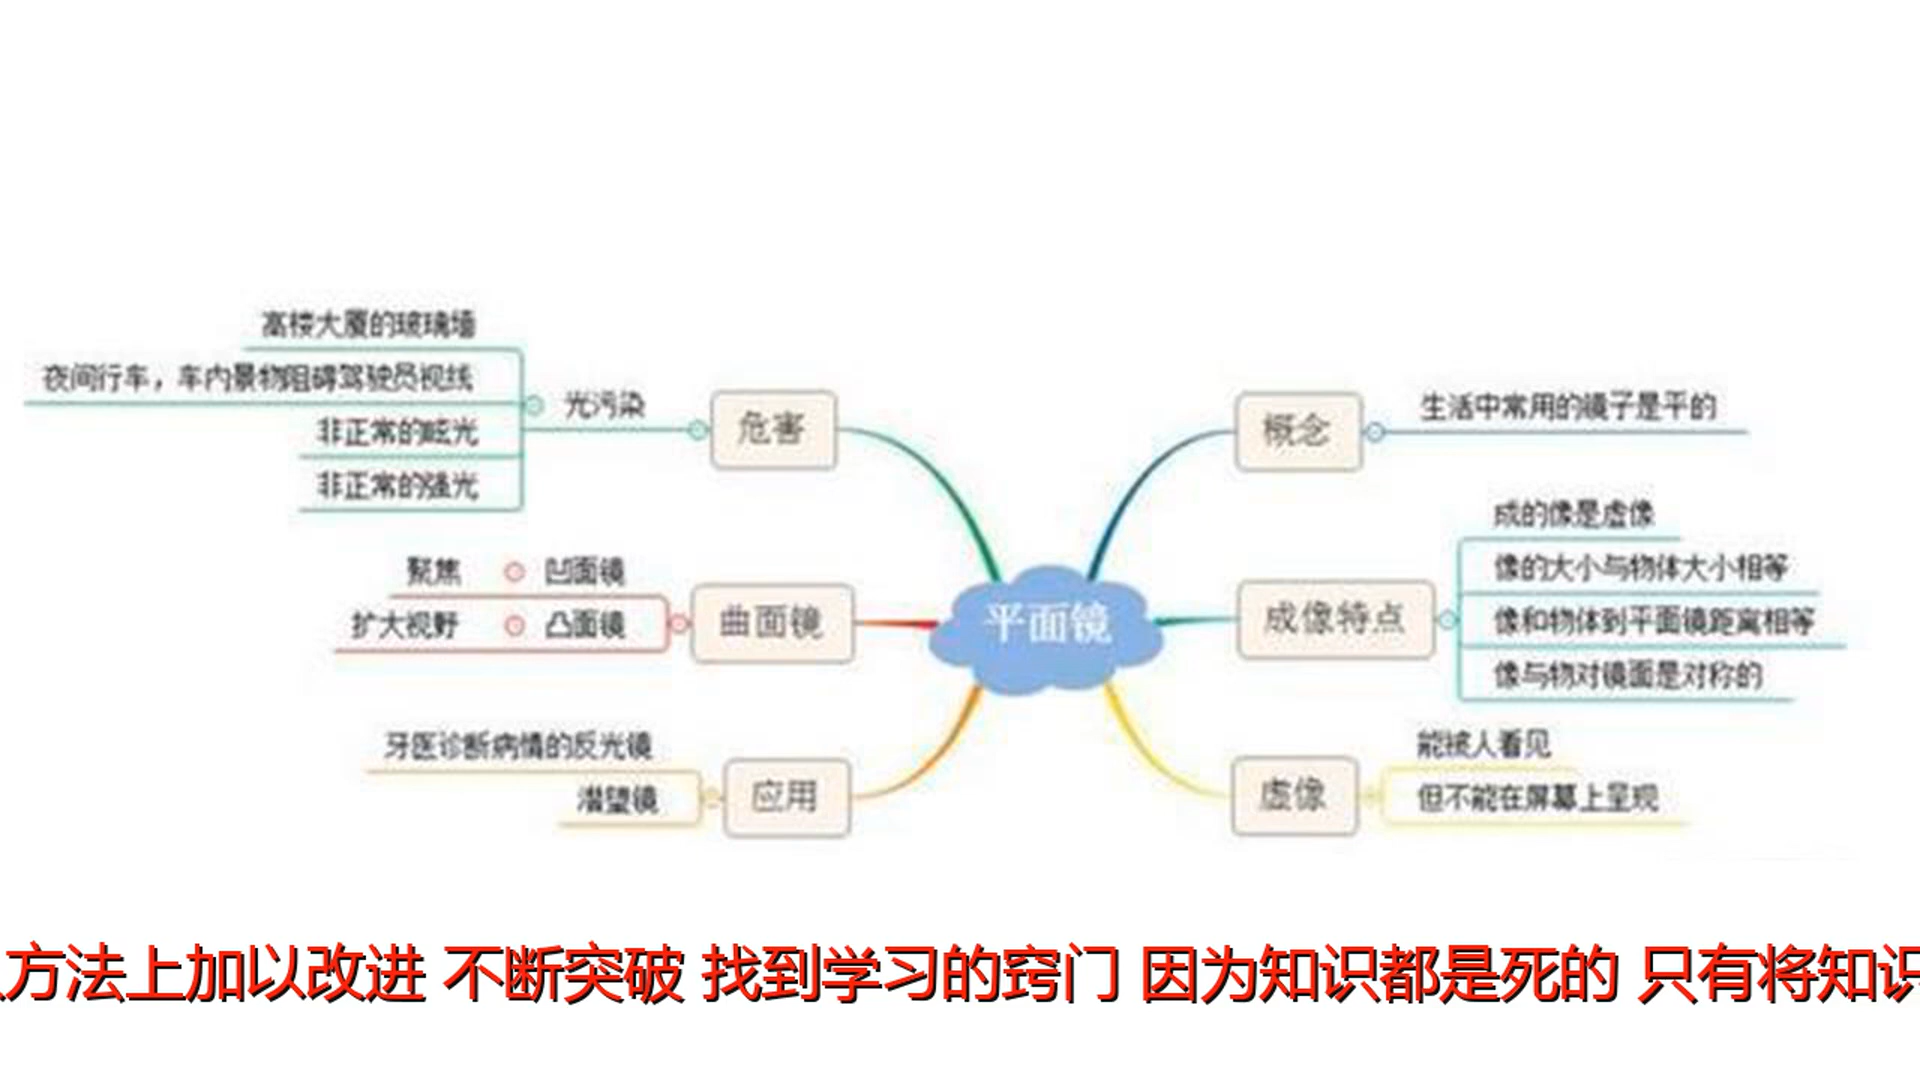 高楼大厦的玻璃墙
夜间行车，车内景物阻碍驾驶员视线
非正常的眩光
非正常的强光
光污染
危害
聚焦
凹面镜
扩大视野
凸面镜
曲面镜
牙医诊断病情的反光镜
潜望镜
应用
平面镜
概念
生活中常用的镜子是平的
成像特点
成的像是虚像
像的大小与物体大小相等
像和物体到平面镜距离相等
像与物对镜面是对称的
虚像
能被人看见
但不能在屏幕上呈现
方法上加以改进 不断突破 找到学习的窍门 因为知识都是死的 只有将知识